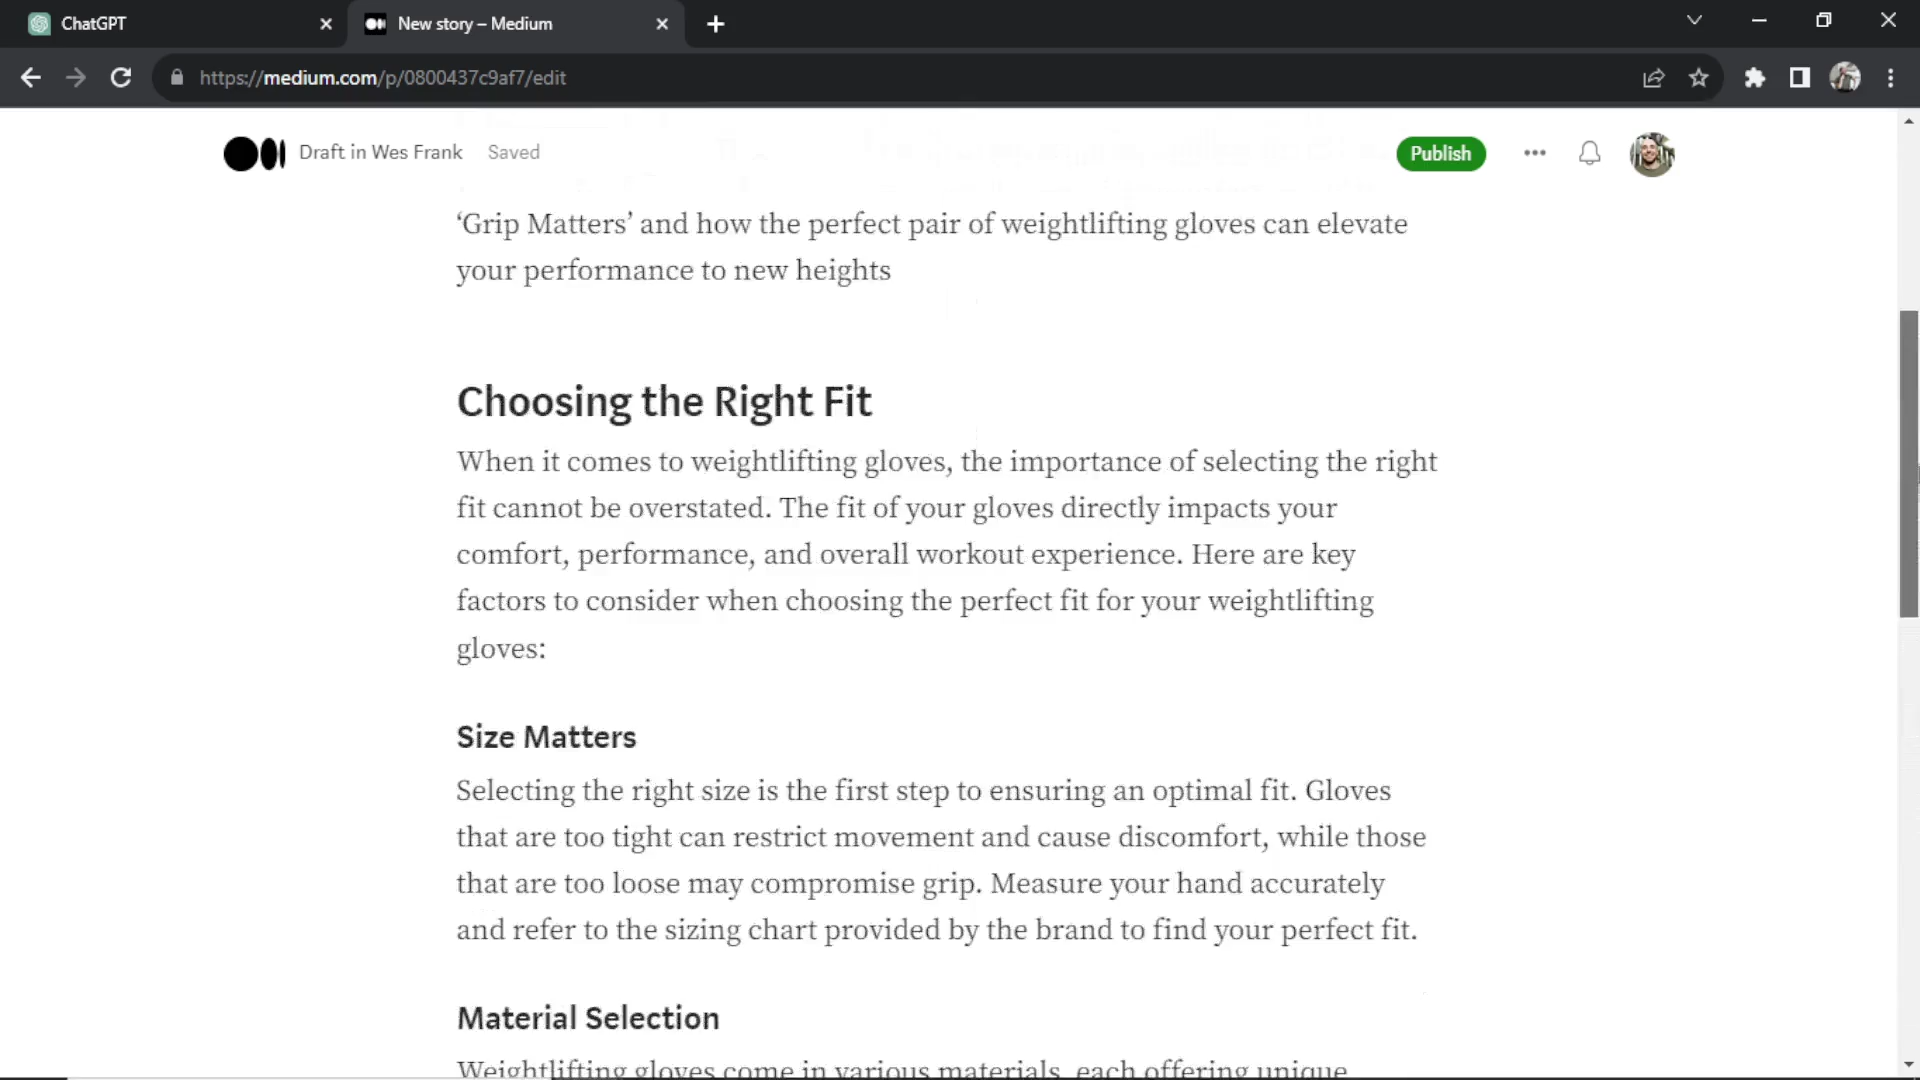 ChatGPT
New story – Medium
https://medium.com/p/0800437c9af7/edit
Draft in Wes Frank
Saved
Publish
‘Grip Matters’ and how the perfect pair of weightlifting gloves can elevate
your performance to new heights
Choosing the Right Fit
When it comes to weightlifting gloves, the importance of selecting the right
fit cannot be overstated. The fit of your gloves directly impacts your
comfort, performance, and overall workout experience. Here are key
factors to consider when choosing the perfect fit for your weightlifting
gloves:
Size Matters
Selecting the right size is the first step to ensuring an optimal fit. Gloves
that are too tight can restrict movement and cause discomfort, while those
that are too loose may compromise grip. Measure your hand accurately
and refer to the sizing chart provided by the brand to find your perfect fit.
Material Selection
Weightlifting gloves come in various materials, each offering unique